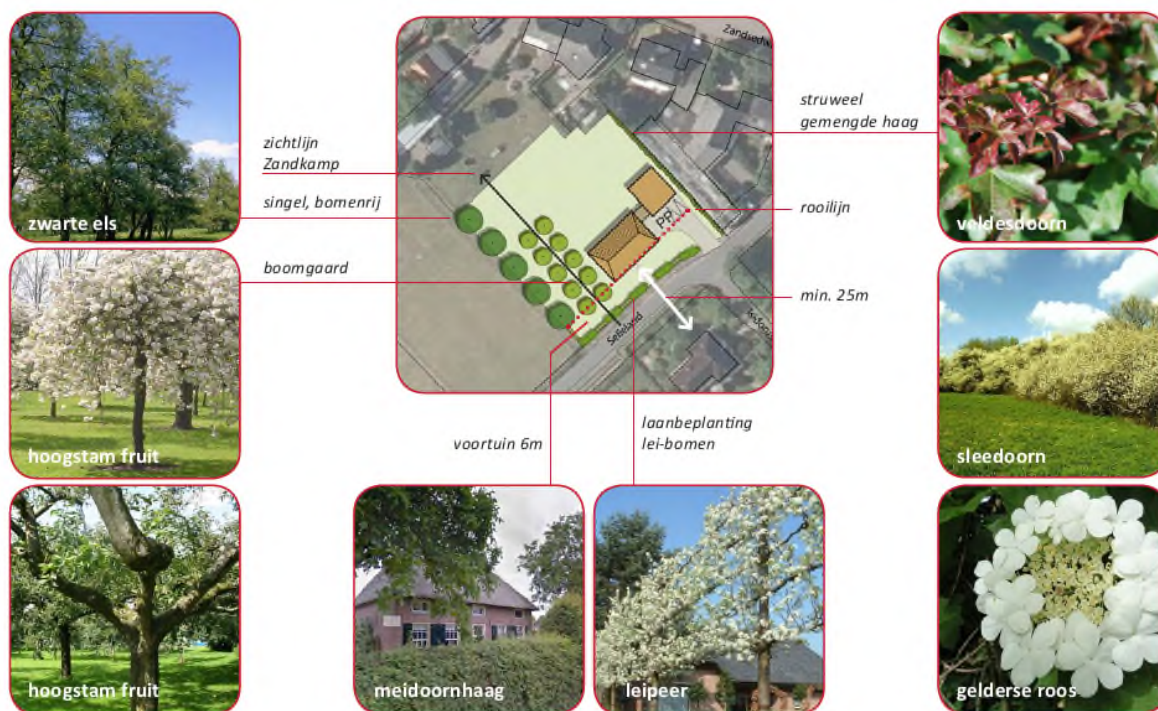 zwarte els
hoogstam fruit
hoogstam fruit
zichtlijn
Zandkamp
singel, bomenrij
boomgaard
PP
Selleland
voortuin 6m
laanbeplanting
lei-bomen
struweel
gemengde haag
rooilijn
min. 25m
meidoornhaag
leipeer
veldesdoorn
sleedoorn
gelderse roos